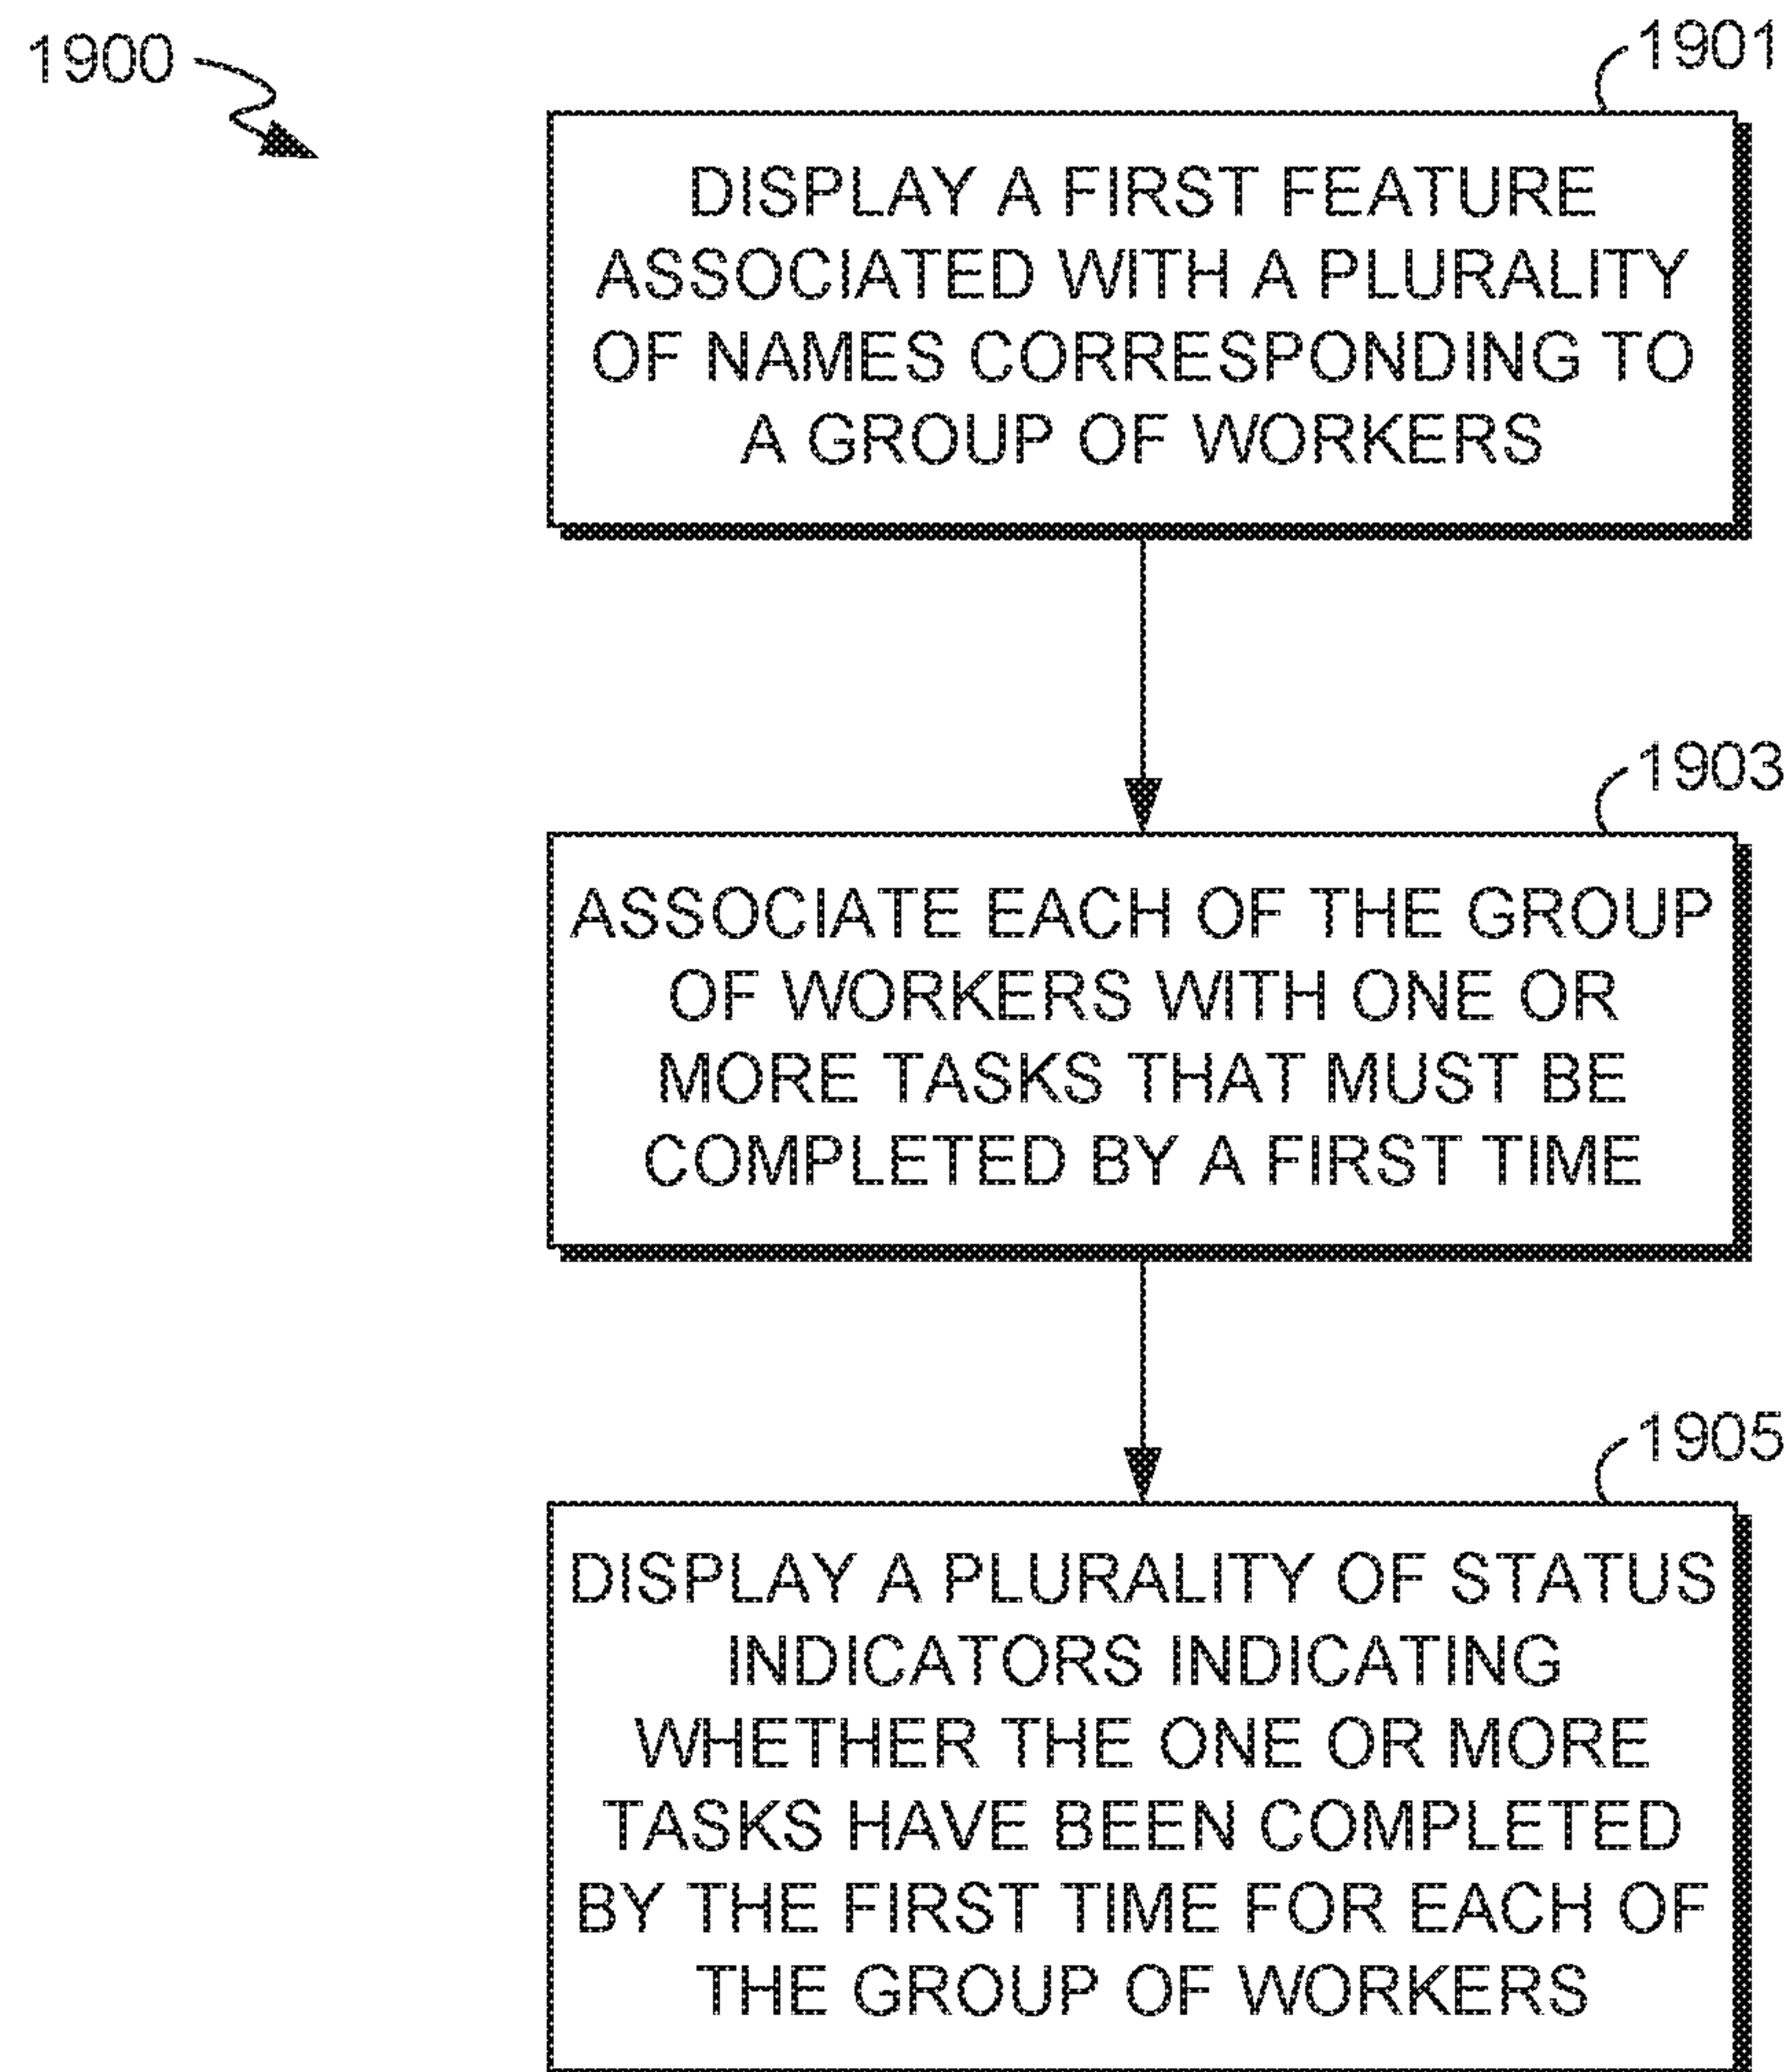 1900
1901
DISPLAY A FIRST FEATURE
ASSOCIATED WITH A PLURALITY
OF NAMES CORRESPONDING TO
A GROUP OF WORKERS
1903
ASSOCIATE EACH OF THE GROUP
OF WORKERS WITH ONE OR
MORE TASKS THAT MUST BE
COMPLETED BY A FIRST TIME
1905
DISPLAY A PLURALITY OF STATUS
INDICATORS INDICATING
WHETHER THE ONE OR MORE
TASKS HAVE BEEN COMPLETED
BY THE FIRST TIME FOR EACH OF
THE GROUP OF WORKERS